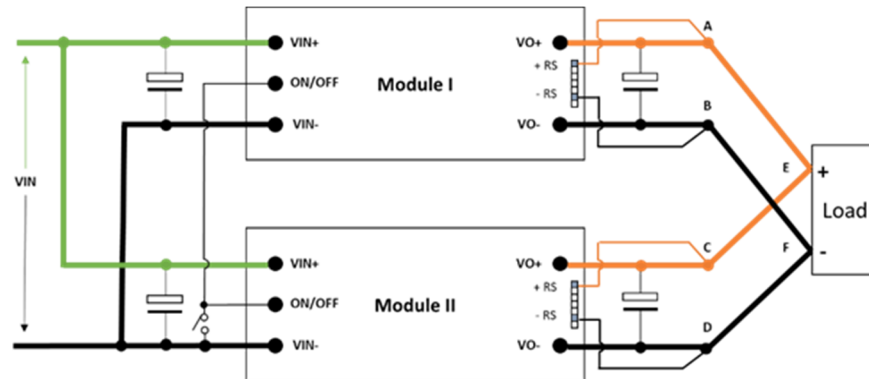 VIN+
ON/OFF
VIN-
Module I
VO+
+ RS
- RS
VO-
A
B
VIN
E
+
Load
F
-
VIN+
ON/OFF
VIN-
Module II
VO+
+ RS
- RS
VO-
C
D